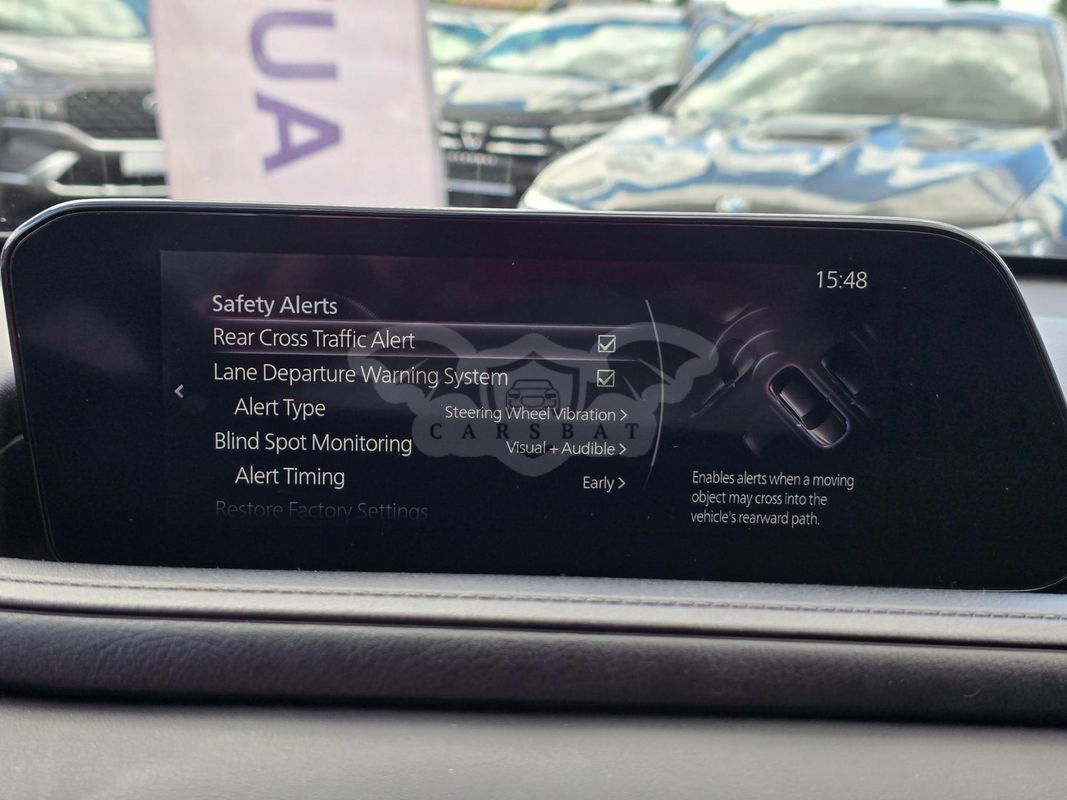 UA
15:48
Safety Alerts
Rear Cross Traffic Alert
Lane Departure Warning System
Alert Type Steering Wheel Vibration >
Blind Spot Monitoring Visual + Audible >
Alert Timing Early >
Restore Factory Settings
<
Enables alerts when a moving
object may cross into the
vehicle's rearward path.
CARSBAT